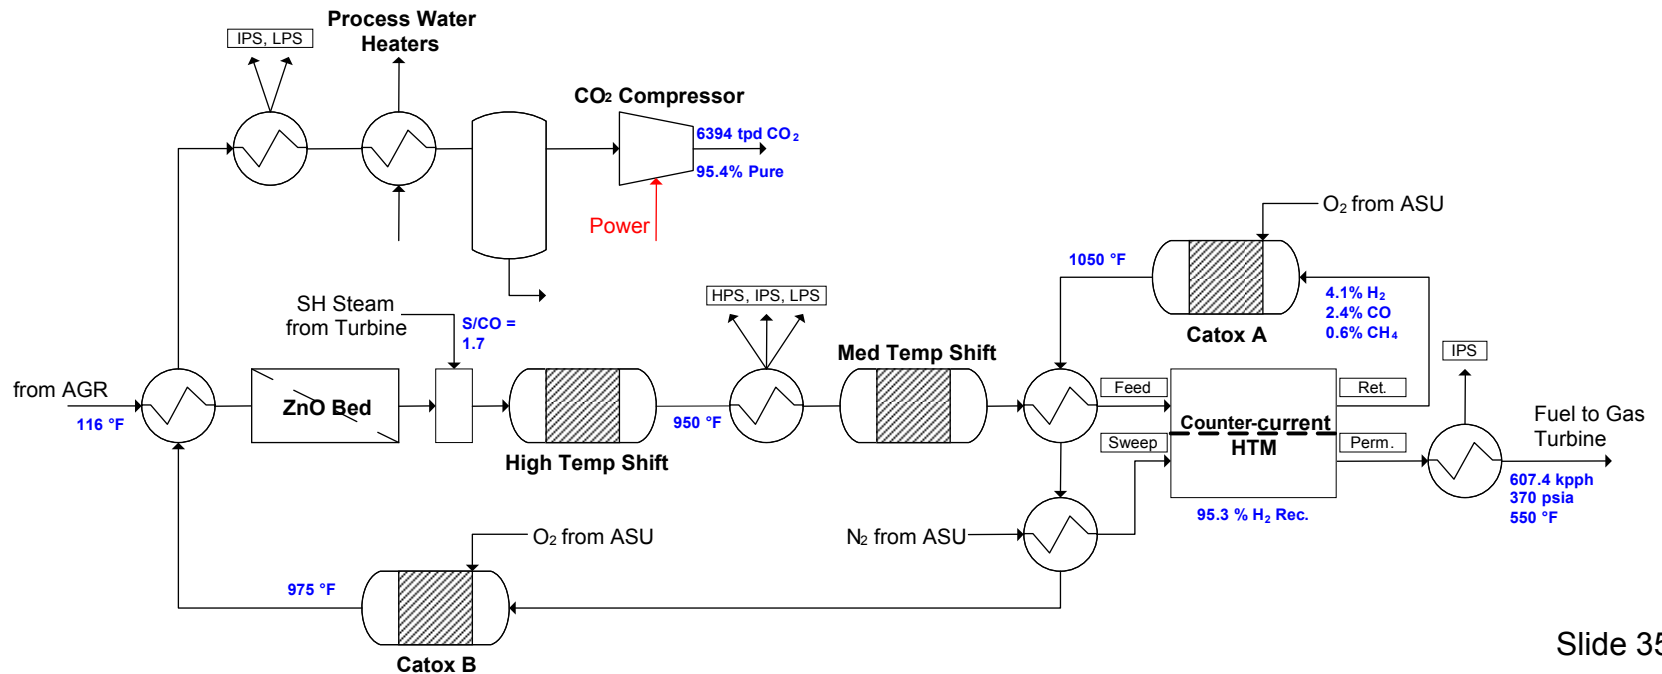 Process Water
Heaters
IPS, LPS
CO2 Compressor
6394 tpd CO2
95.4% Pure
Power
O2 from ASU
1050 °F
4.1% H2
2.4% CO
0.6% CH4
Catox A
SH Steam
from Turbine
S/CO =
1.7
HPS, IPS, LPS
Med Temp Shift
IPS
from AGR
116 °F
ZnO Bed
High Temp Shift
950 °F
Feed
Ret.
Counter-current
HTM
Sweep
Perm.
95.3 % H2 Rec.
Fuel to Gas
Turbine
607.4 kpph
370 psia
550 °F
O2 from ASU
N2 from ASU
975 °F
Catox B
Slide 35